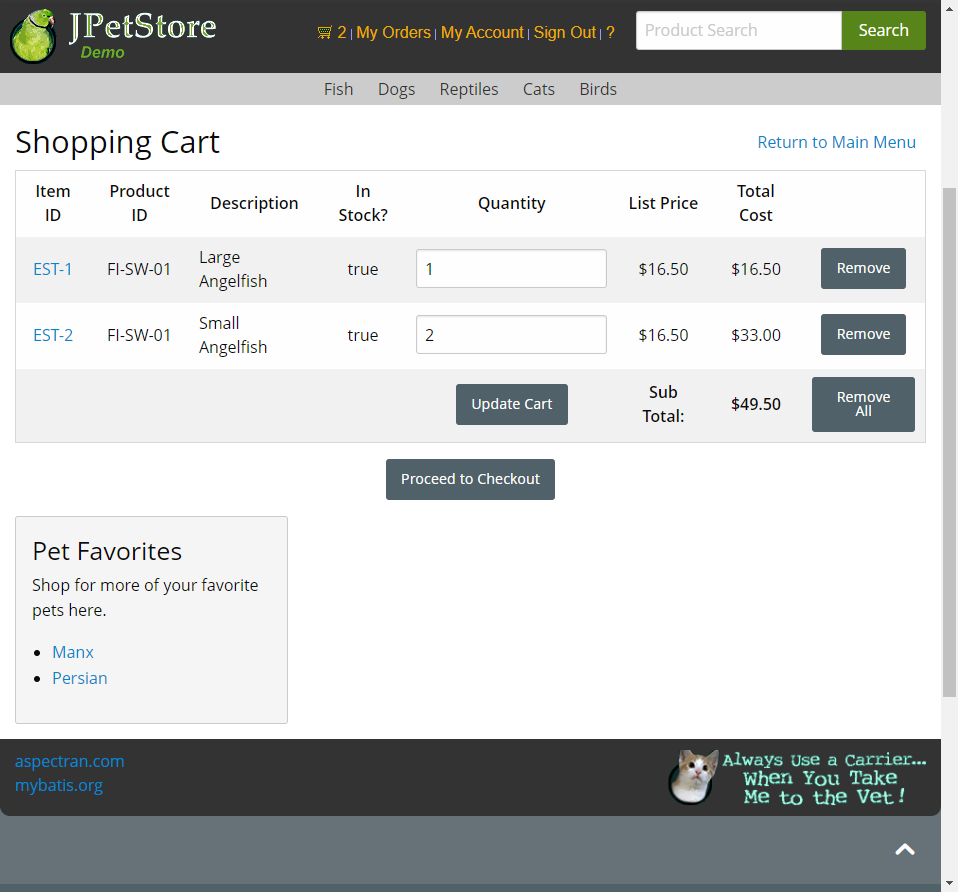 JPetStore
Demo
2 | My Orders | My Account | Sign Out | ?
Product Search
Search
Fish Dogs Reptiles Cats Birds
Shopping Cart
Return to Main Menu
Item ID Product ID Description In Stock? Quantity List Price Total Cost
EST-1 FI-SW-01 Large Angelfish true 1 $16.50 $16.50 Remove
EST-2 FI-SW-01 Small Angelfish true 2 $16.50 $33.00 Remove
Update Cart Sub Total: $49.50 Remove All
Proceed to Checkout
Pet Favorites
Shop for more of your favorite
pets here.
Manx
Persian
aspectran.com
mybatis.org
Always Use a Carrier...
When You Take
Me to the Vet!